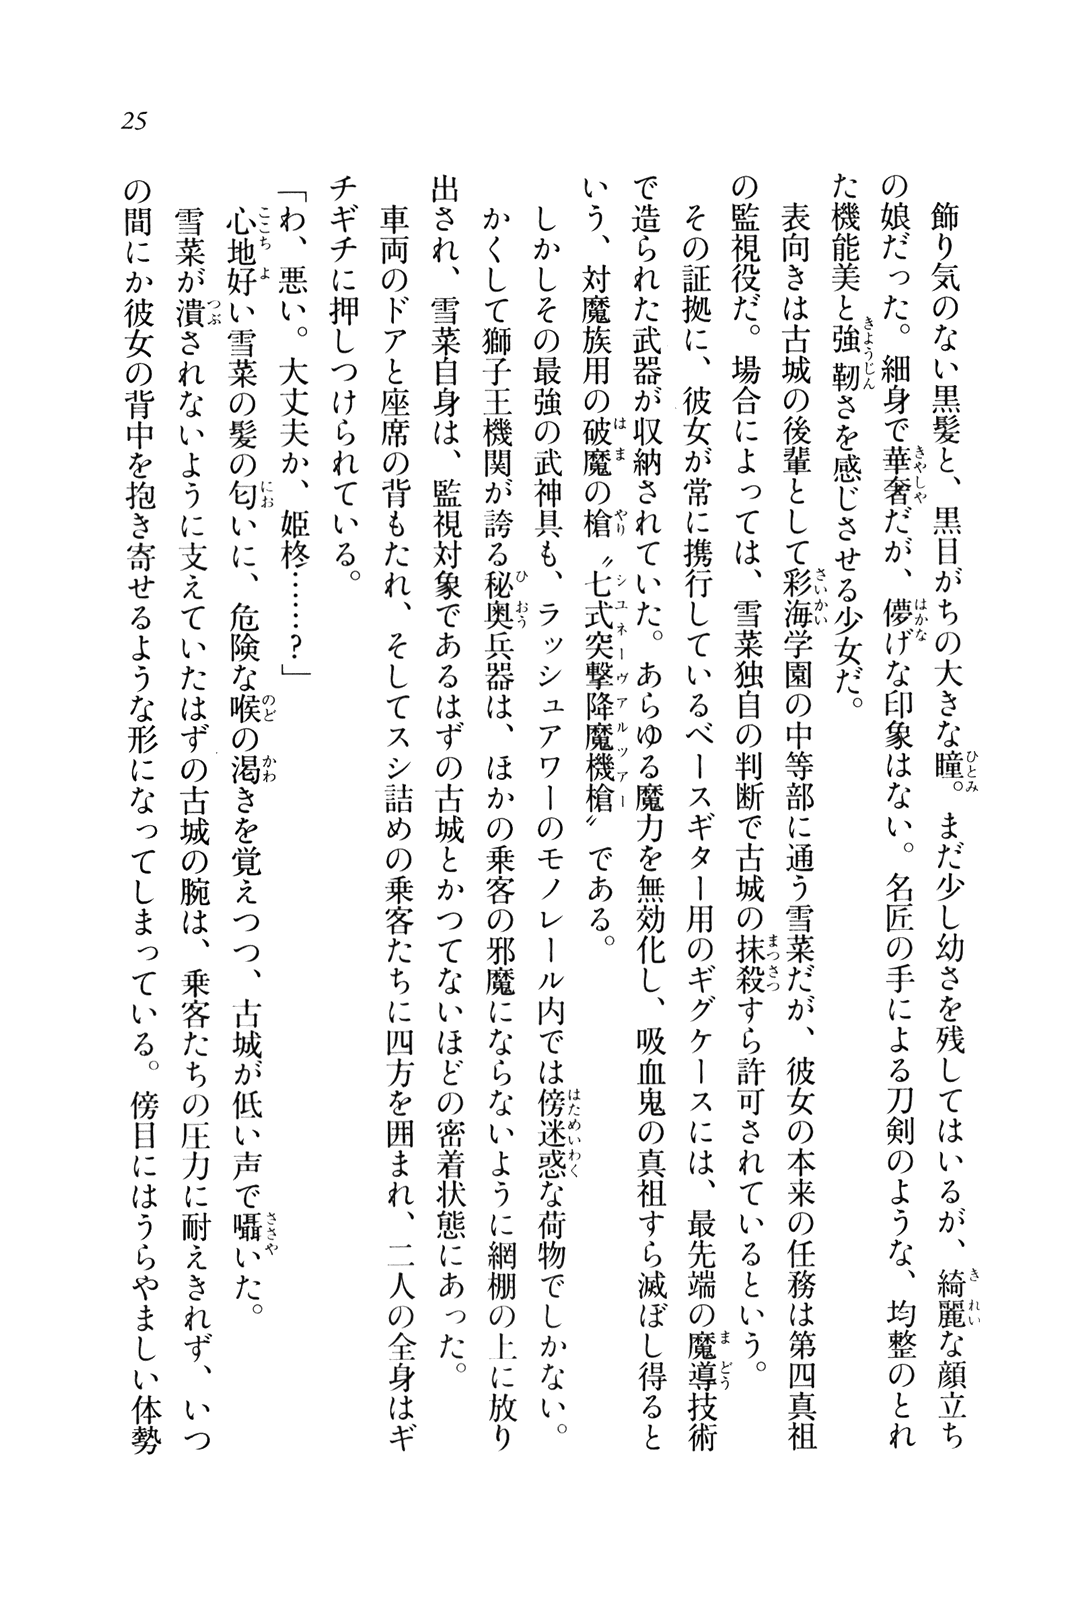 25
飾り気のない黒髪と、黒目がちの大きな瞳。まだ少し幼さを残してはいるが、綺麗な顔立ち
の娘だった。細身で華奢だが、儚げな印象はない。名匠の手による刀剣のような、均整のとれ
た機能美と強靭さを感じさせる少女だ。
表向きは古城の後輩として彩海学園の中等部に通う雪菜だが、彼女の本来の任務は第四真祖
の監視役だ。場合によっては、雪菜独自の判断で古城の抹殺すら許可されているという。
その証拠に、彼女が常に携行しているベースギター用のギグケースには、最先端の魔導技術
で造られた武器が収納されていた。あらゆる魔力を無効化し、吸血鬼の真祖すら滅ぼし得ると
いう、対魔族用の破魔の槍〝七式突撃降魔機槍〟である。
しかしその最強の武神具も、ラッシュアワーのモノレール内では傍迷惑な荷物でしかない。
かくして獅子王機関が誇る秘奥兵器は、ほかの乗客の邪魔にならないように網棚の上に放り
出され、雪菜自身は、監視対象であるはずの古城とかつてないほどの密着状態にあった。
車両のドアと座席の背もたれ、そしてスシ詰めの乗客たちに四方を囲まれ、二人の全身はギ
チギチに押しつけられている。
「わ、悪い。大丈夫か、姫柊……？」
心地好い雪菜の髪の匂いに、危険な喉の渇きを覚えつつ、古城が低い声で囁いた。
雪菜が潰されないように支えていたはずの古城の腕は、乗客たちの圧力に耐えきれず、いつ
の間にか彼女の背中を抱き寄せるような形になってしまっている。傍目にはうらやましい体勢